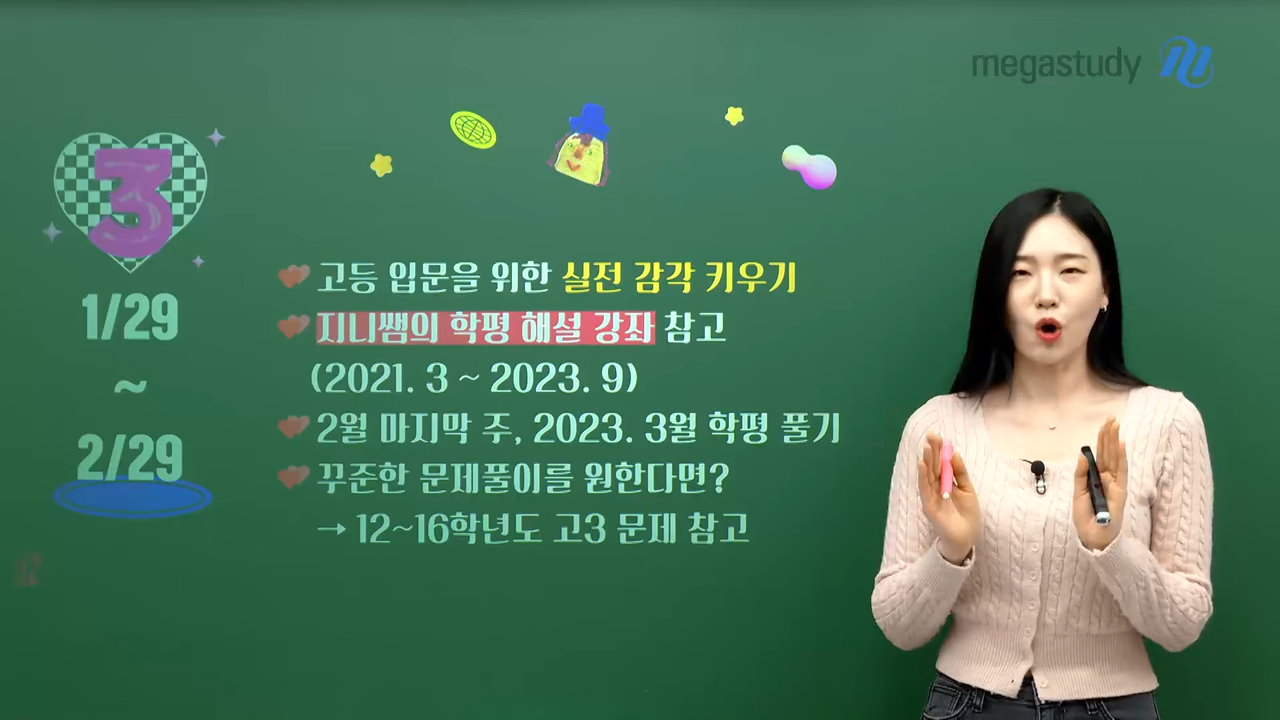 megastudy
3
1/29
~
2/29
고등 입문을 위한 실전 감각 키우기
지니쌤의 학평 해설 강좌 참고
(2021. 3 ~ 2023. 9)
2월 마지막 주, 2023. 3월 학평 풀기
꾸준한 문제풀이를 원한다면?
→ 12~16학년도 고3 문제 참고